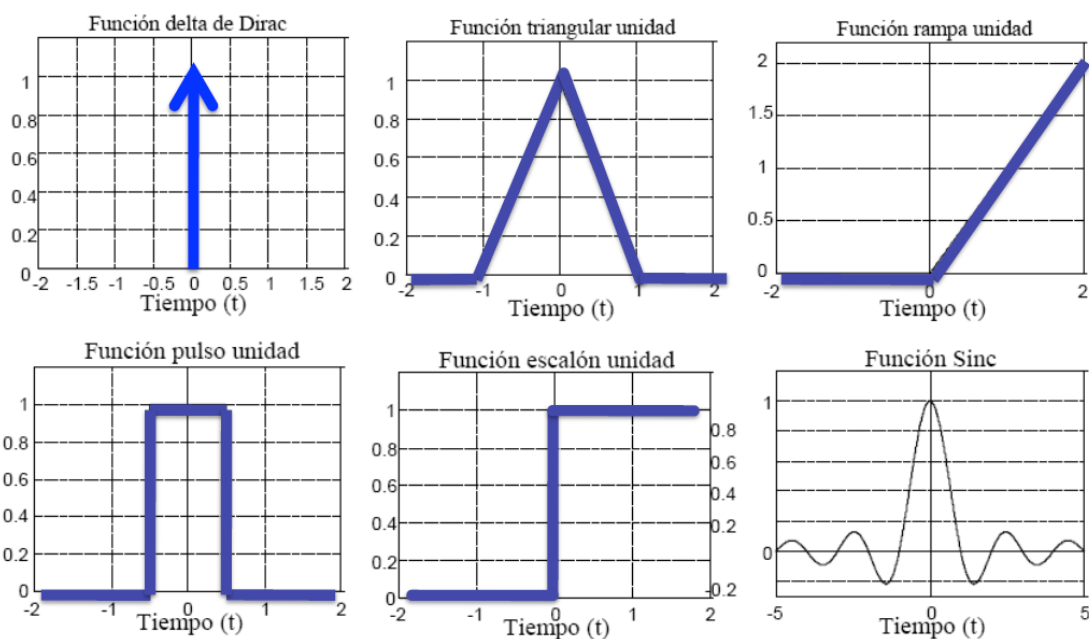 Función delta de Dirac
1
0.8
0.6
0.4
0.2
0
-2 -1.5 -1 -0.5 0 0.5 1 1.5 2
Tiempo (t)
Función triangular unidad
1
0.8
0.6
0.4
0.2
0
-2 -1 0 1 2
Tiempo (t)
Función rampa unidad
2
1.5
1
0.5
0
-2 0 2
Tiempo (t)
Función pulso unidad
1
0.8
0.6
0.4
0.2
0
-2 -1 0 1 2
Tiempo (t)
Función escalón unidad
1
0.8
0.8
0.6
0.4
0.2
0.2
0
-0.2
-2 -1 0 1 2
Tiempo (t)
Función Sinc
1
0
-5 0 5
Tiempo (t)